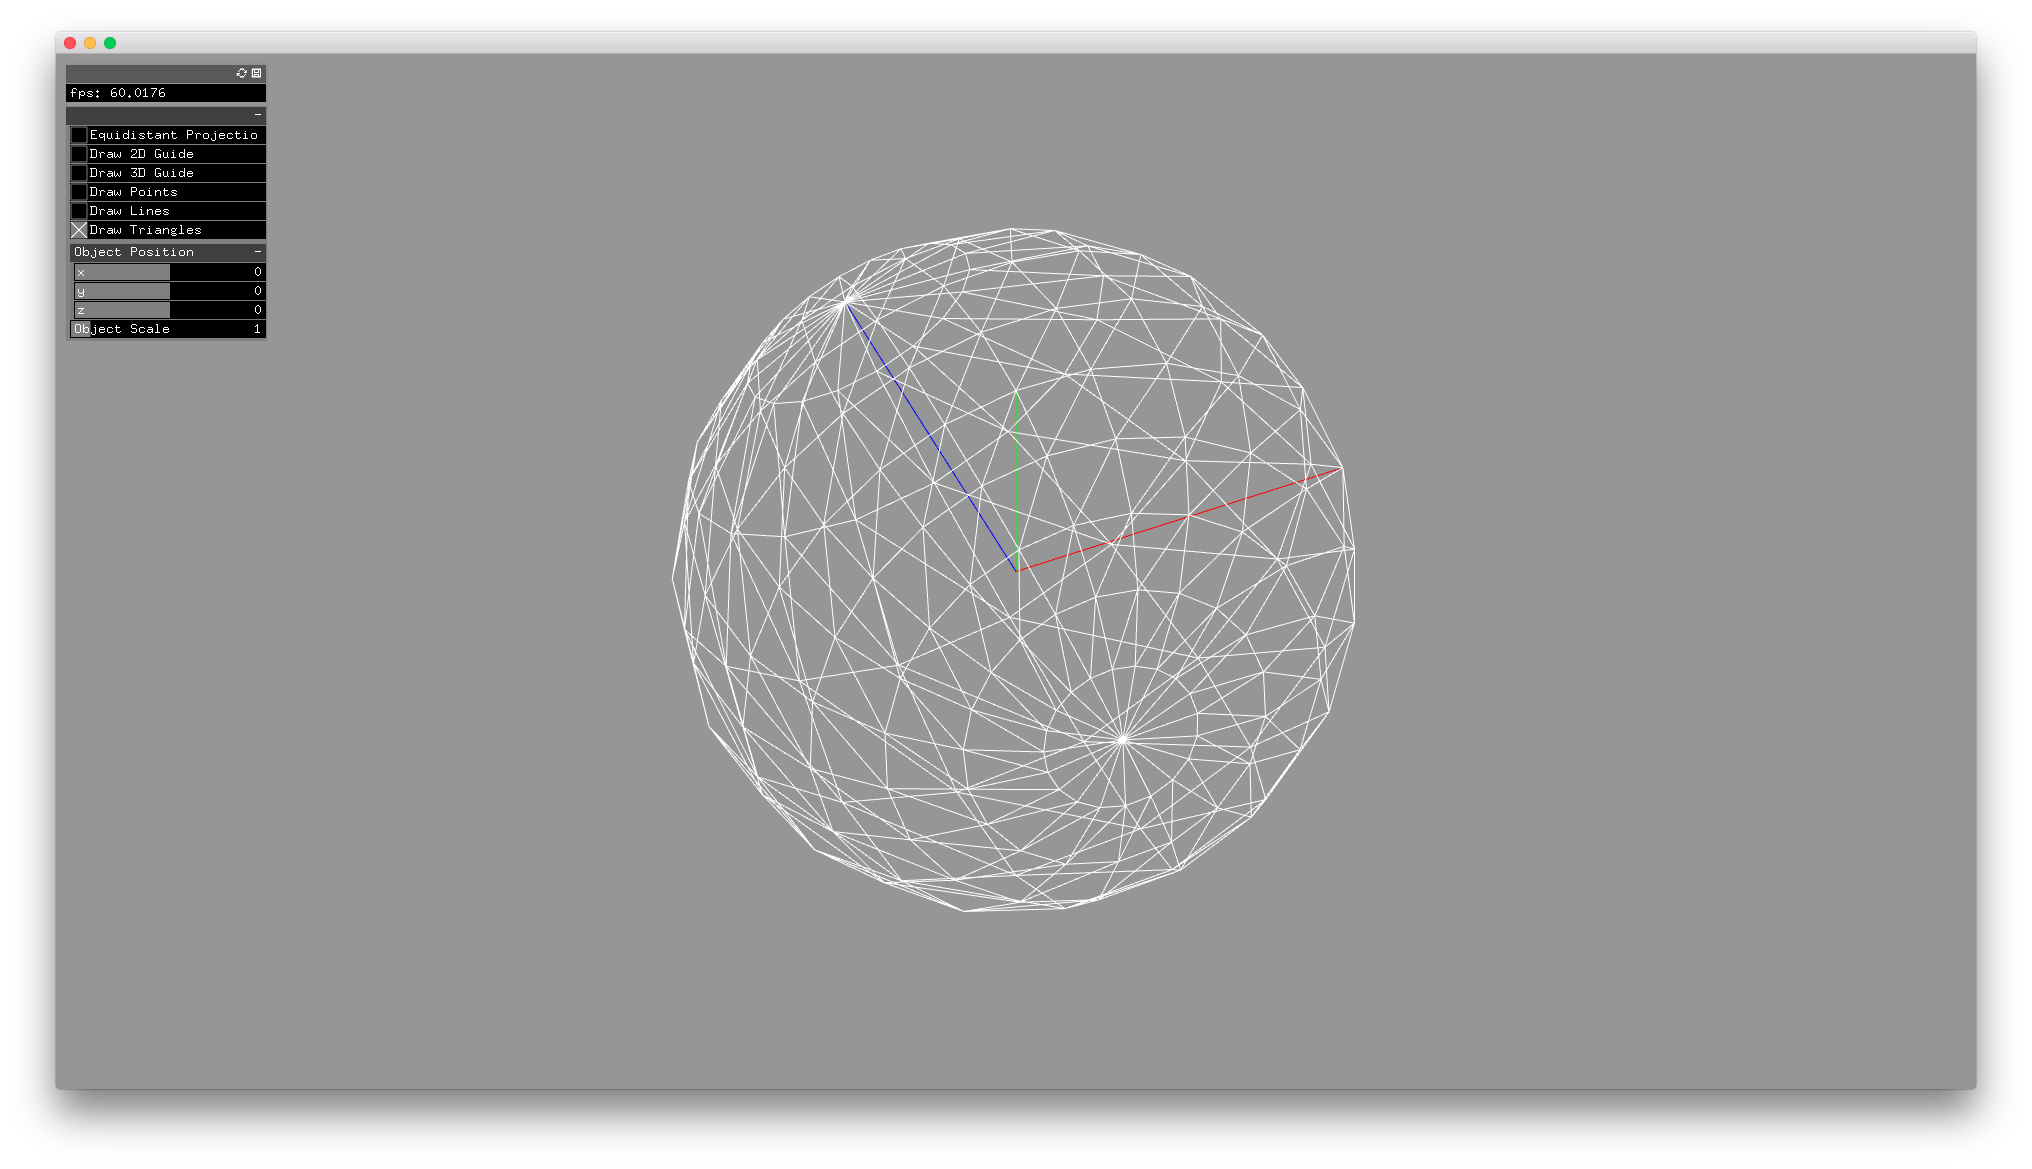 fps: 60.0176
Equidistant Projectio
Draw 2D Guide
Draw 3D Guide
Draw Points
Draw Lines
Draw Triangles
Object Position -
x 0
y 0
z 0
Object Scale 1